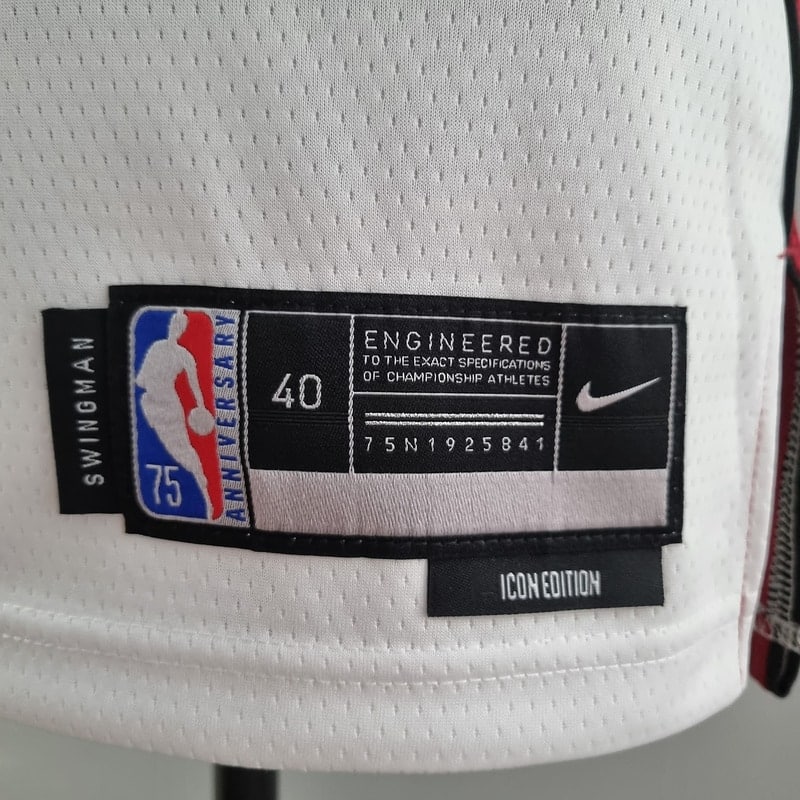 SWINGMAN
75
ANNIVERSARY
40
ENGINEERED
TO THE EXACT SPECIFICATIONS
OF CHAMPIONSHIP ATHLETES
75N1925841
ICON EDITION